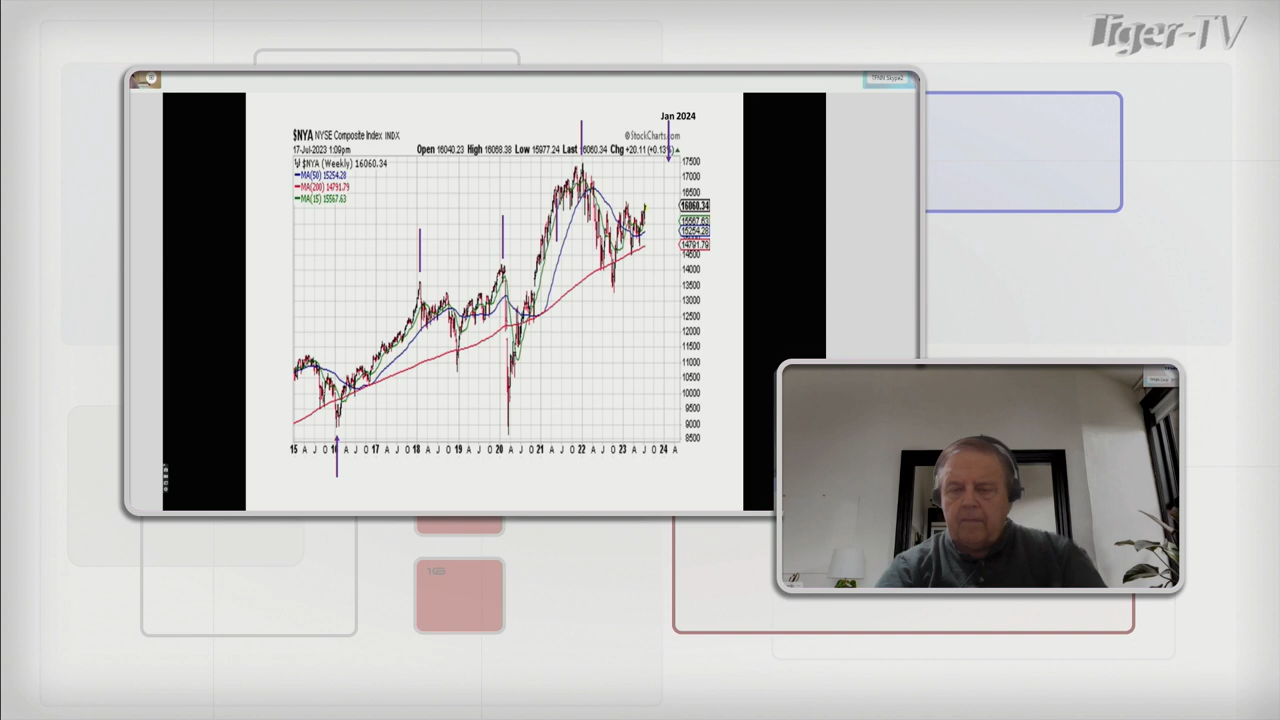 Tiger-TV
TFNN Skype2
Jan 2024
$NYA NYSE Composite Index INDX
© StockCharts.com
17-Jul-2023 1:09pm
Open 16040.23 High 16068.38 Low 15977.24 Last 16060.34 Chg +20.11 (+0.13%)
$NYA (Weekly) 16060.34
MA(50) 15254.28
MA(200) 14791.79
MA(15) 15567.63
17500
17000
16500
16060.34
15567.63
15254.28
14791.79
14500
14000
13500
13000
12500
12000
11500
11000
10500
10000
9500
9000
8500
15 A J O 16 A J O 17 A J O 18 A J O 19 A J O 20 A J O 21 A J O 22 A J O 23 A J O 24 A